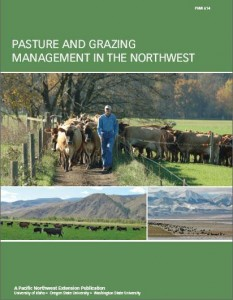 PNW 614
PASTURE AND GRAZING
MANAGEMENT IN THE NORTHWEST
A Pacific Northwest Extension Publication
University of Idaho • Oregon State University • Washington State University